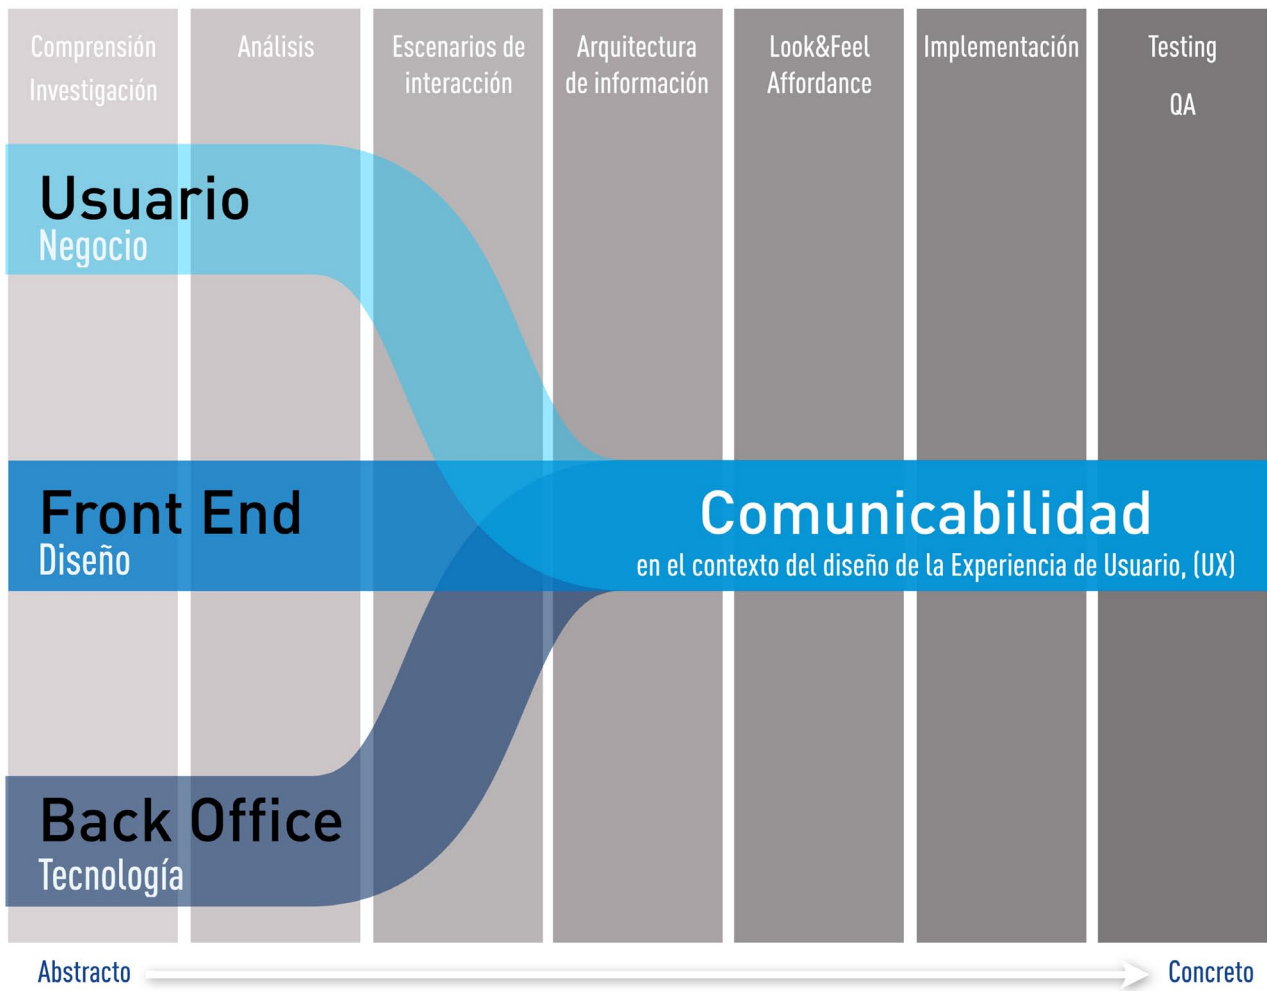 Comprensión
Investigación
Análisis
Escenarios de
interacción
Arquitectura
de información
Look&Feel
Affordance
Implementación
Testing
QA
Usuario
Negocio
Front End
Diseño
Comunicabilidad
en el contexto del diseño de la Experiencia de Usuario, (UX)
Back Office
Tecnología
Abstracto
Concreto